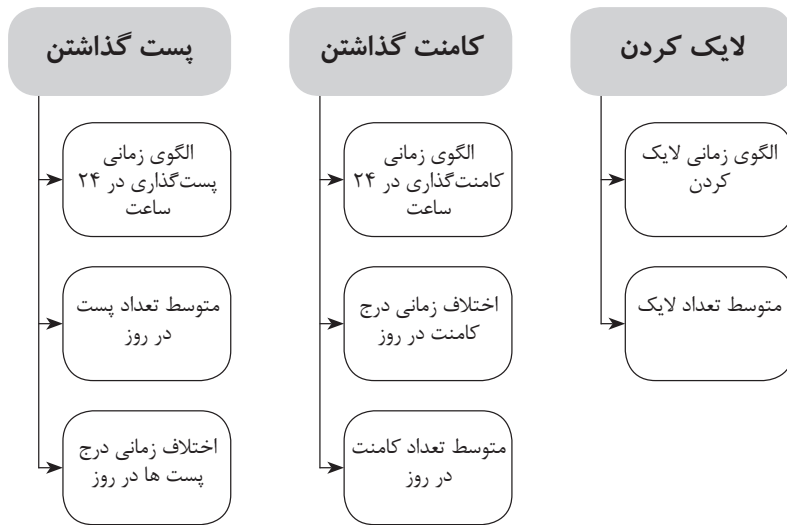 لایک کردن
الگوی زمانی لایک
کردن
متوسط تعداد لایک
کامنت گذاشتن
الگوی زمانی
کامنت‌گذاری در ۲۴
ساعت
اختلاف زمانی درج
کامنت در روز
متوسط تعداد کامنت
در روز
پست گذاشتن
الگوی زمانی
پست‌گذاری در ۲۴
ساعت
متوسط تعداد پست
در روز
اختلاف زمانی درج
پست ها در روز